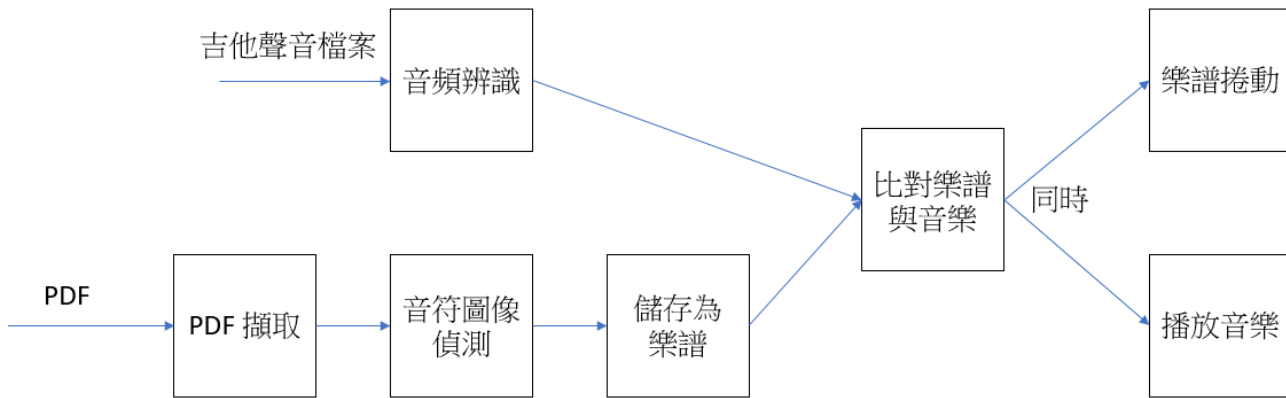 吉他聲音檔案
音頻辨識
樂譜捲動
比對樂譜
與音樂
同時
PDF
PDF 擷取
音符圖像
偵測
儲存為
樂譜
播放音樂